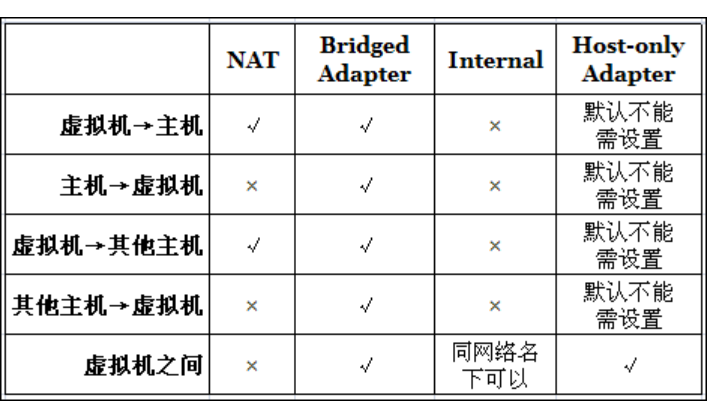 NAT Bridged Adapter Internal Host-only Adapter
虚拟机→主机 √ √ × 默认不能需设置
主机→虚拟机 × √ × 默认不能需设置
虚拟机→其他主机 √ √ × 默认不能需设置
其他主机→虚拟机 × √ × 默认不能需设置
虚拟机之间 × √ 同网络名下可以 √